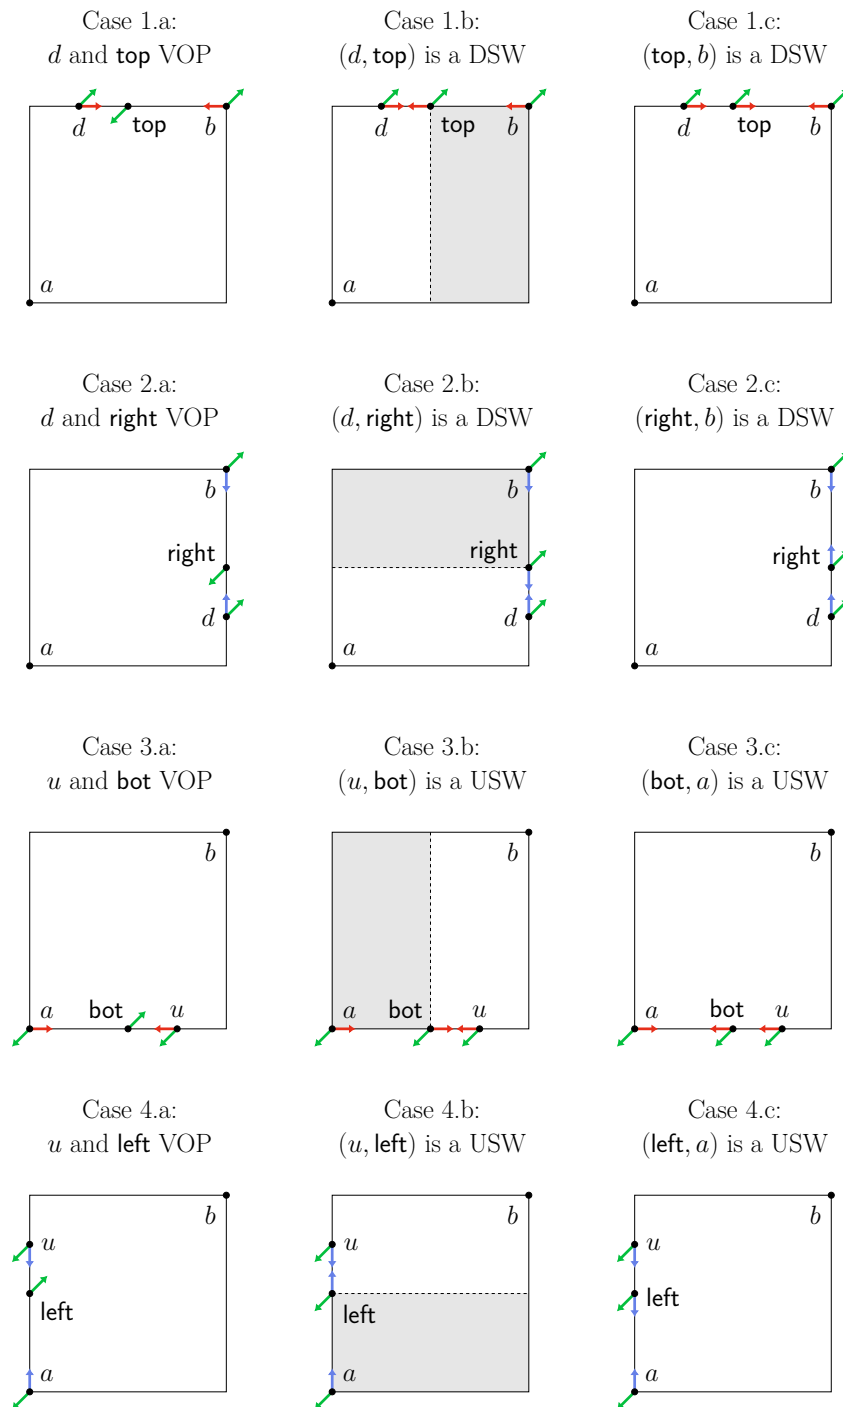 Case 1.a: Case 1.b: Case 1.c:
d and top VOP (d, top) is a DSW (top, b) is a DSW
d top b d top b d top b
a a a
Case 2.a: Case 2.b: Case 2.c:
d and right VOP (d, right) is a DSW (right, b) is a DSW
b b b
right right right
d d d
a a a
Case 3.a: Case 3.b: Case 3.c:
u and bot VOP (u, bot) is a USW (bot, a) is a USW
b b b
a bot u a bot u a bot u
Case 4.a: Case 4.b: Case 4.c:
u and left VOP (u, left) is a USW (left, a) is a USW
b b b
u u u
left left left
a a a